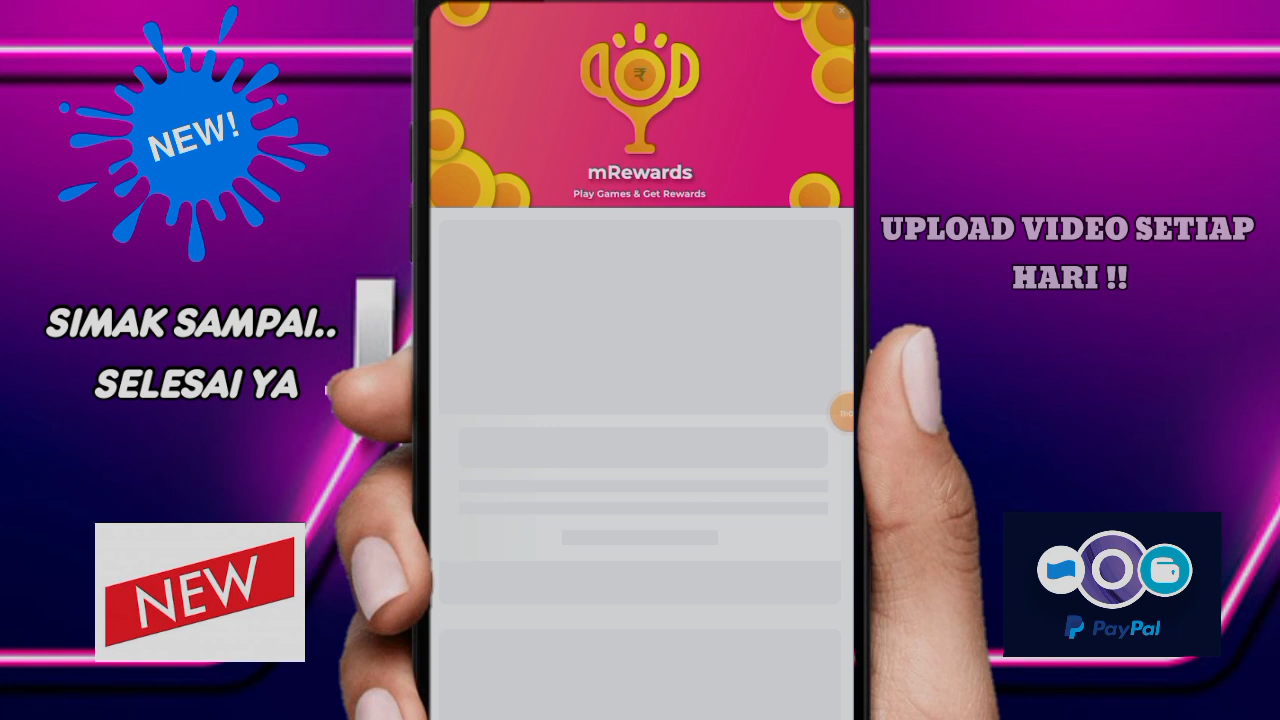 NEW!
₹
mRewards
Play Games & Get Rewards
UPLOAD VIDEO SETIAP
HARI !!
SIMAK SAMPAI..
SELESAI YA
NEW
PayPal